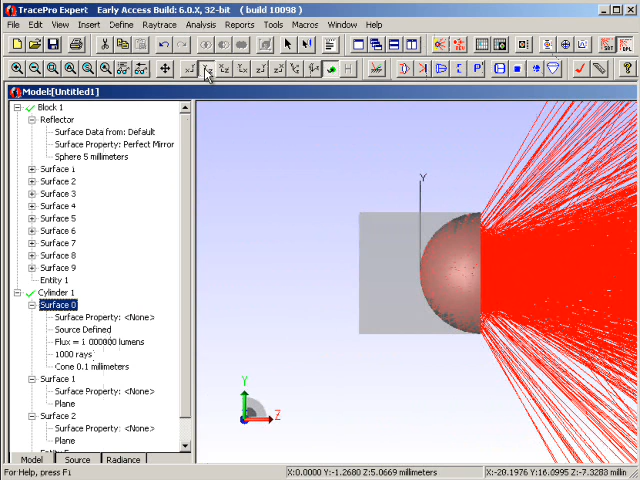 TracePro Expert    Early Access Build: 6.0.X, 32-bit    ( build 10098 )
File Edit View Insert Define Raytrace Analysis Reports Tools Macros Window Help
Model:[Untitled1]
Block 1
Reflector
Surface Data from: Default
Surface Property: Perfect Mirror
Sphere 5 millimeters
Surface 1
Surface 2
Surface 3
Surface 4
Surface 5
Surface 6
Surface 7
Surface 8
Surface 9
Entity 1
Cylinder 1
Surface 0
Surface Property: <None>
Source Defined
Flux = 1 000000 lumens
1000 rays
Cone 0.1 millimeters
Surface 1
Surface Property: <None>
Plane
Surface 2
Surface Property: <None>
Plane
Y
Y
Z
Model Source Radiance
For Help, press F1
X:0.0000 Y:-1.2680 Z:5.0669 millimeters
X:-20.1976 Y:16.0995 Z:-7.3283 millin